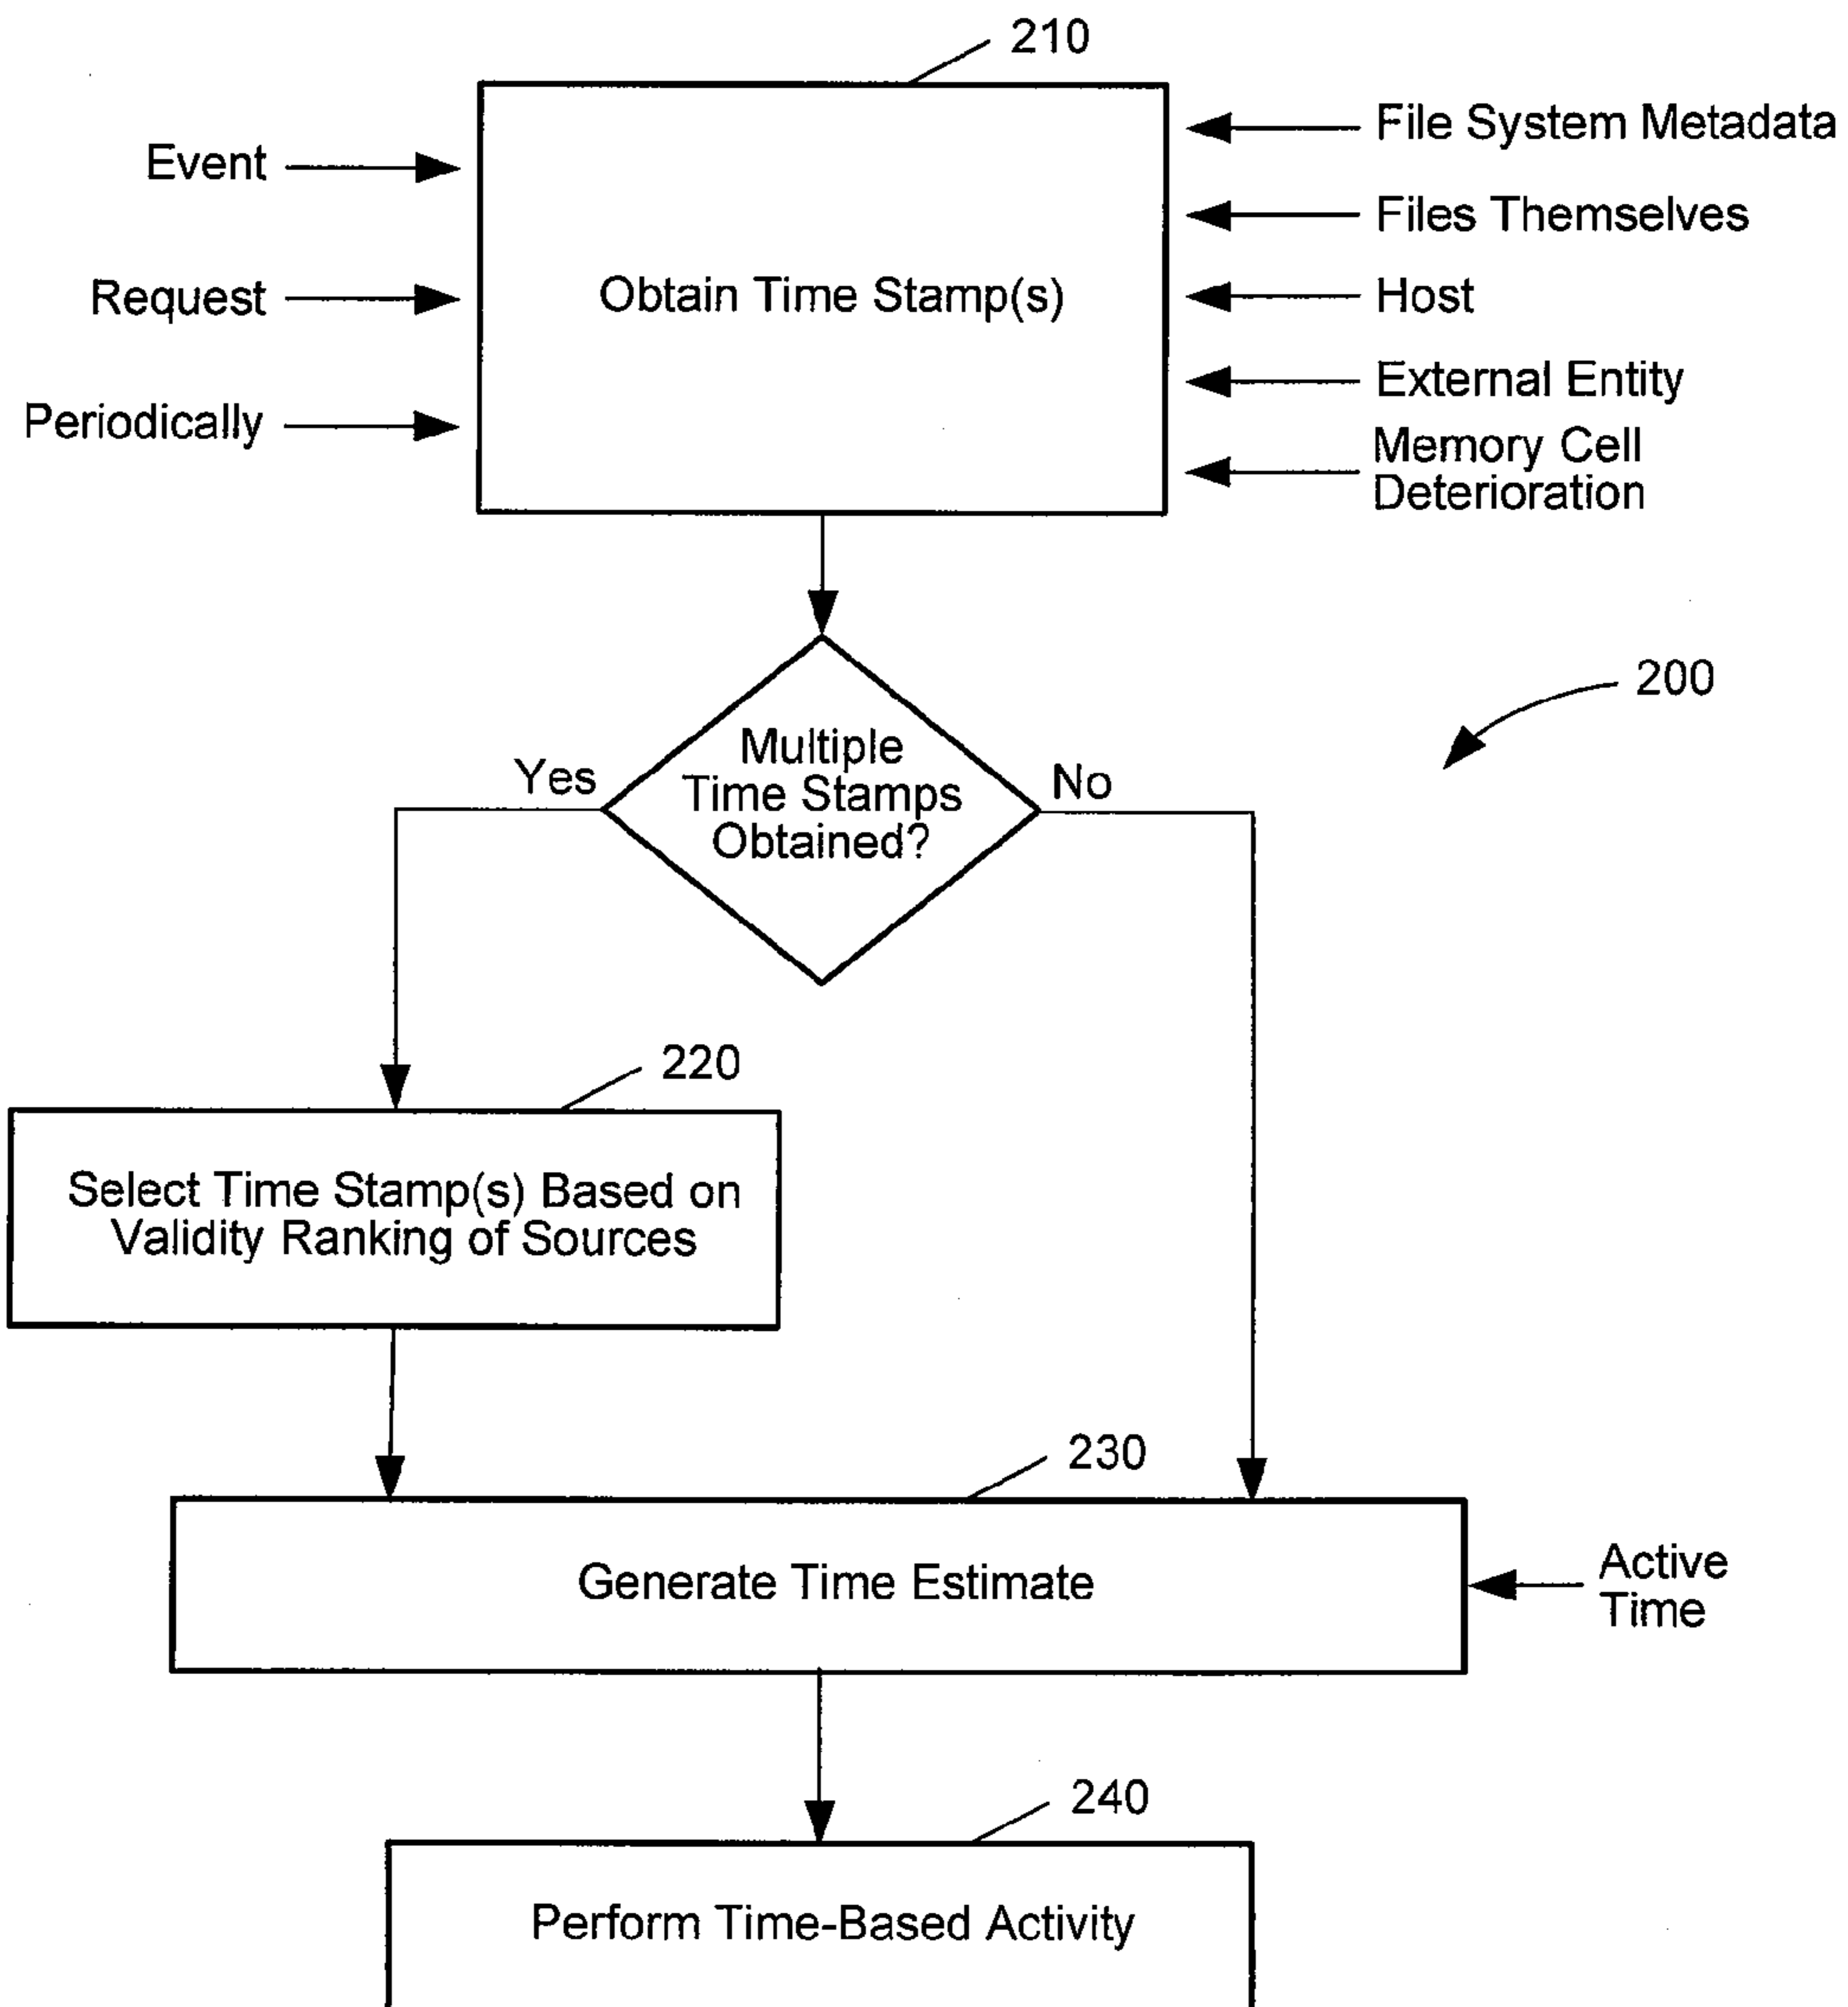 210
Event
Request
Periodically
Obtain Time Stamp(s)
File System Metadata
Files Themselves
Host
External Entity
Memory Cell
Deterioration
200
Multiple
Time Stamps
Obtained?
Yes
No
220
Select Time Stamp(s) Based on
Validity Ranking of Sources
230
Generate Time Estimate
Active
Time
240
Perform Time-Based Activity